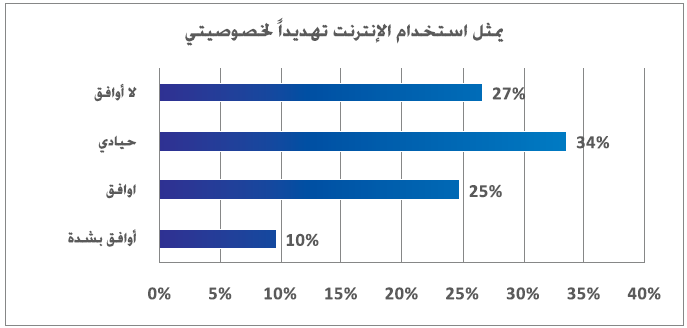 يمثل استخدام الإنترنت تهديداً لخصوصيتي
لا أوافق 27%
حيادي 34%
اوافق 25%
أوافق بشدة 10%
0% 5% 10% 15% 20% 25% 30% 35% 40%